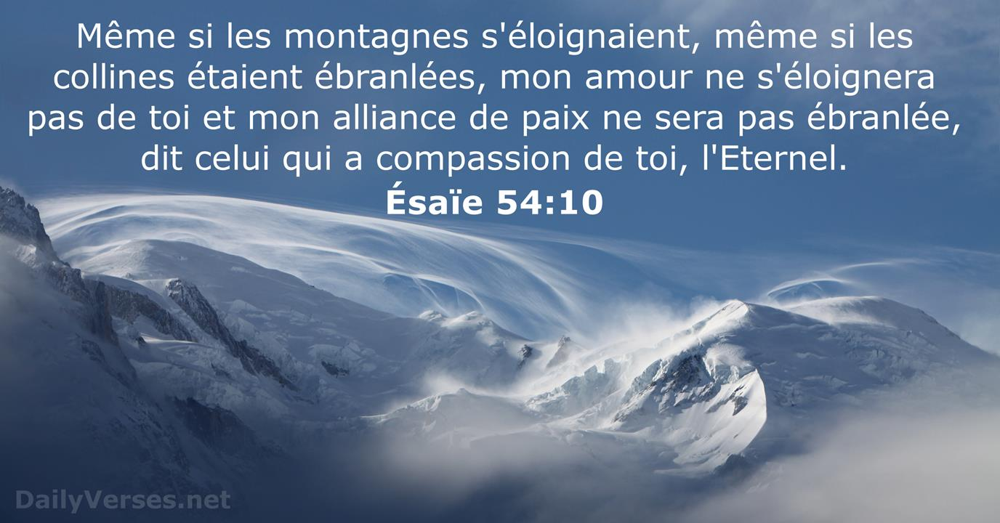 Même si les montagnes s'éloignaient, même si les
collines étaient ébranlées, mon amour ne s'éloignera
pas de toi et mon alliance de paix ne sera pas ébranlée,
dit celui qui a compassion de toi, l'Eternel.
Ésaïe 54:10
DailyVerses.net